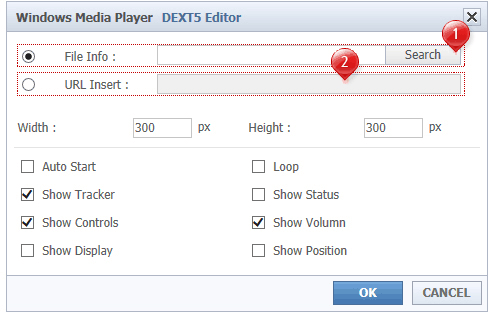 Windows Media Player DEXT5 Editor
File Info : Search 1
2
URL Insert :
Width : 300 px Height : 300 px
Auto Start Loop
Show Tracker Show Status
Show Controls Show Volumn
Show Display Show Position
OK CANCEL